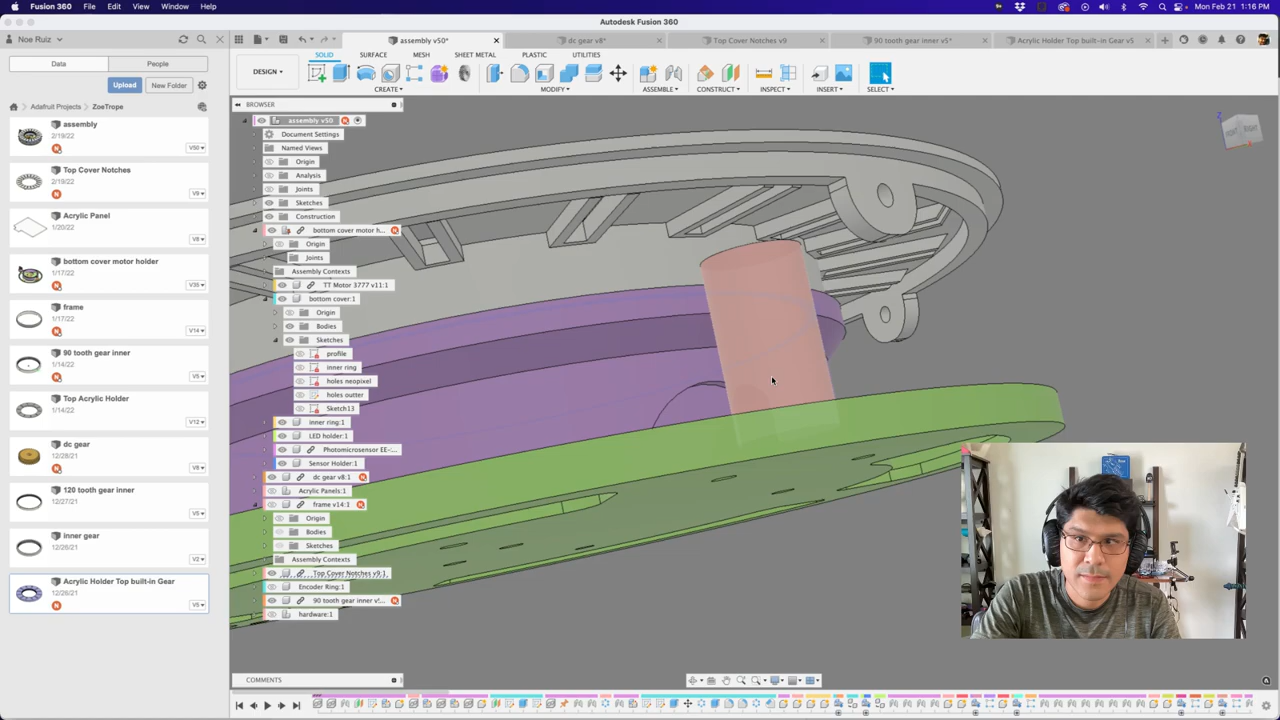 Fusion 360 File Edit View Window Help
Mon Feb 21 1:16 PM
Autodesk Fusion 360
Noe Ruiz
assembly v50*
dc gear v8*
Top Cover Notches v9
90 tooth gear inner v5*
Acrylic Holder Top built-in Gear v5
SOLID SURFACE MESH SHEET METAL PLASTIC UTILITIES
Data People
DESIGN
Upload New Folder
CREATE MODIFY ASSEMBLE CONSTRUCT INSPECT INSERT SELECT
Adafruit Projects ZoeTrope
BROWSER
assembly
2/19/22
V50
Top Cover Notches
2/19/22
V9
Acrylic Panel
1/20/22
V8
bottom cover motor holder
1/17/22
V36
frame
1/17/22
V14
90 tooth gear inner
1/14/22
V5
Top Acrylic Holder
1/14/22
V12
dc gear
12/28/21
V8
120 tooth gear inner
12/27/21
V5
inner gear
12/26/21
V2
Acrylic Holder Top built-in Gear
12/26/21
V5
assembly v50
Document Settings
Named Views
Origin
Analysis
Joints
Sketches
Construction
bottom cover motor h...
Origin
Joints
Assembly Contexts
TT Motor 3777 v11:1
bottom cover:1
Origin
Bodies
Sketches
profile
inner ring
holes neopixel
holes outter
Sketch13
inner ring:1
LED holder:1
Photomicrosensor EE-...
Sensor Holder:1
dc gear v8:1
Acrylic Panels:1
frame v14:1
Origin
Bodies
Sketches
Assembly Contexts
Top Cover Notches v9:1
Encoder Ring:1
90 tooth gear inner v5...
hardware:1
COMMENTS